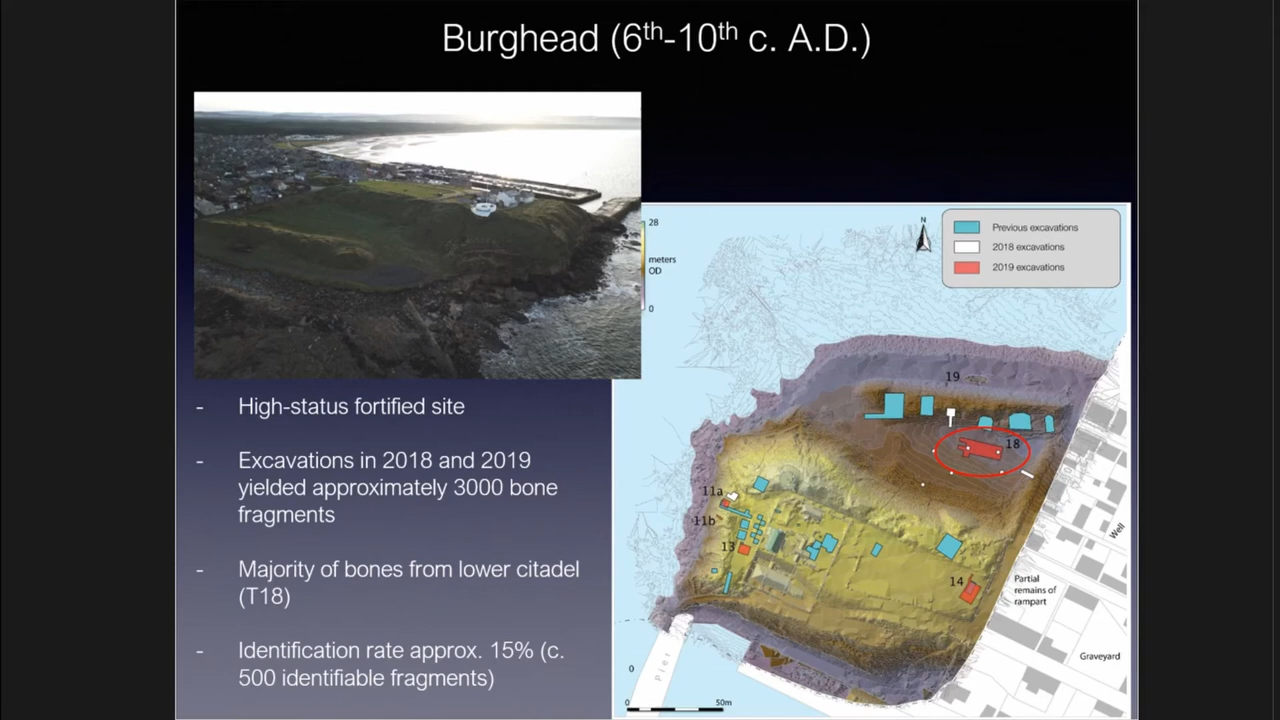 Burghead (6th-10th c. A.D.)
- High-status fortified site
- Excavations in 2018 and 2019
yielded approximately 3000 bone
fragments
- Majority of bones from lower citadel
(T18)
- Identification rate approx. 15% (c.
500 identifiable fragments)
28
meters
OD
0
N
Previous excavations
2018 excavations
2019 excavations
19
18
11a
11b
13
14
Well
Partial
remains of
rampart
Graveyard
Pier
0
0
50m